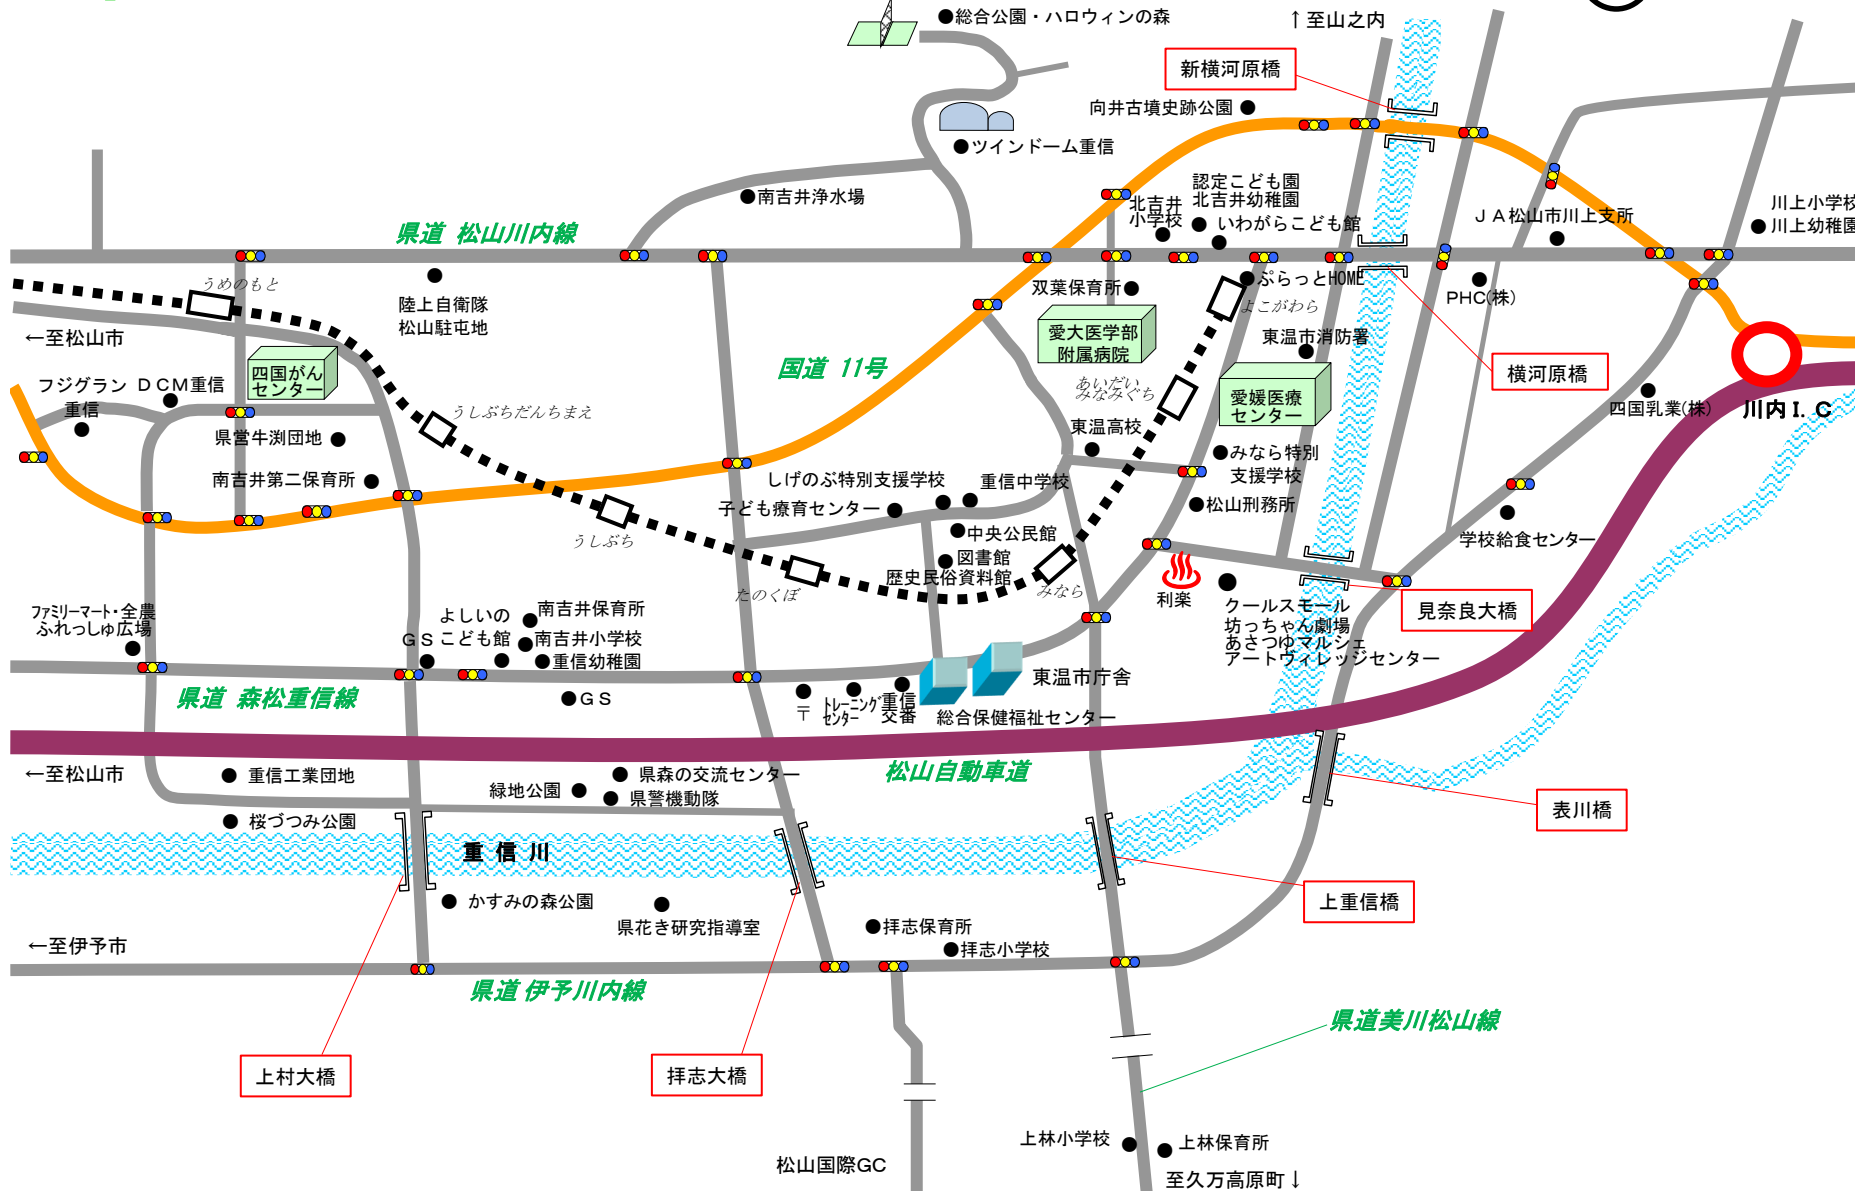 総合公園・ハロウィンの森
↑至山之内
新横河原橋
向井古墳史跡公園
ツインドーム重信
南吉井浄水場
認定こども園
北吉井幼稚園
北吉井
小学校
いわがらこども館
JA松山市川上支所
川上小学校
川上幼稚園
県道 松山川内線
うめのもと
陸上自衛隊
松山駐屯地
双葉保育所
ぷらっとHOME
よこがわら
PHC(株)
愛大医学部
附属病院
東温市消防署
←至松山市
国道 11号
横河原橋
四国がん
センター
フジグラン
重信
DCM重信
うしぶちだんちまえ
あいだい
みなみぐち
愛媛医療
センター
四国乳業(株)
川内I. C
県営牛渕団地
東温高校
みなら特別
支援学校
南吉井第二保育所
しげのぶ特別支援学校
重信中学校
子ども療育センター
松山刑務所
中央公民館
うしぶち
図書館
歴史民俗資料館
学校給食センター
たのくぼ
みなら
利楽
クールスモール
坊っちゃん劇場
あさつゆマルシェ
アートヴィレッジセンター
見奈良大橋
ファミリーマート・全農
ふれっしゅ広場
よしいの
こども館
GS
南吉井保育所
南吉井小学校
重信幼稚園
東温市庁舎
県道 森松重信線
GS
〒
トレーニング
センター
重信
交番
総合保健福祉センター
←至松山市
重信工業団地
県森の交流センター
松山自動車道
緑地公園
県警機動隊
表川橋
桜づつみ公園
重信川
かすみの森公園
県花き研究指導室
上重信橋
拝志保育所
拝志小学校
←至伊予市
県道 伊予川内線
県道美川松山線
上村大橋
拝志大橋
上林小学校
上林保育所
松山国際GC
至久万高原町↓